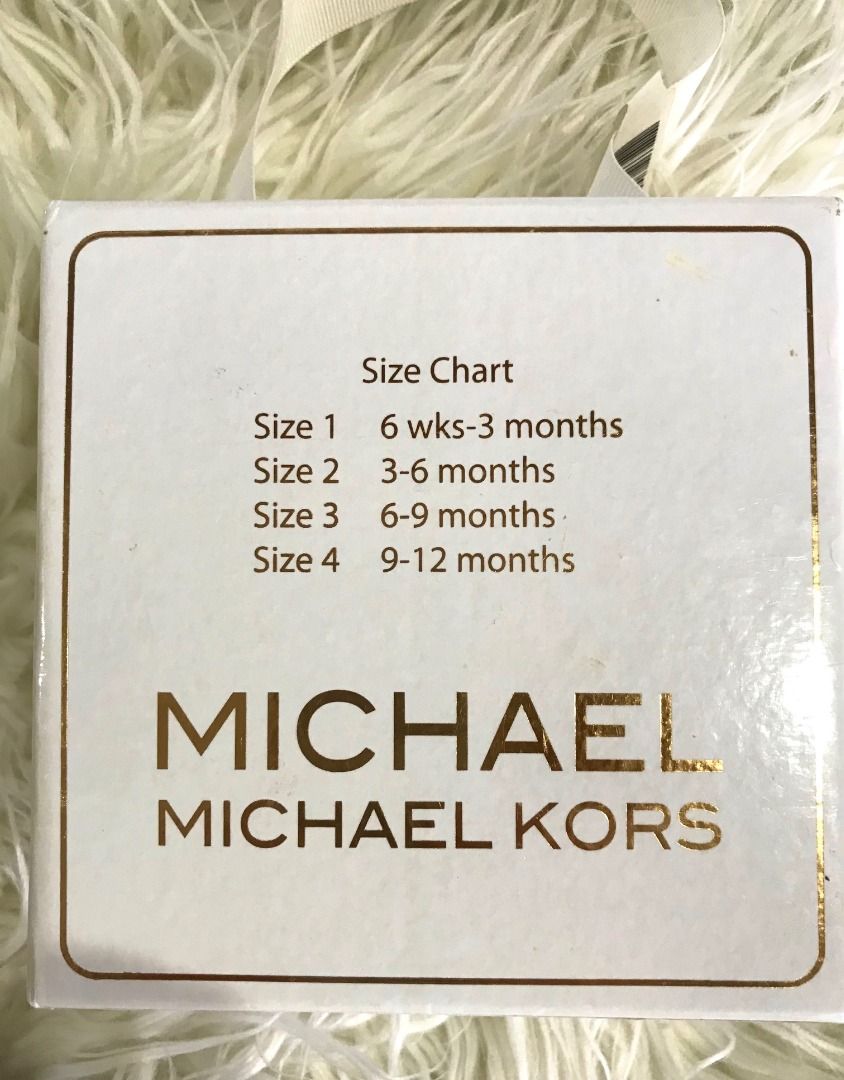 Size Chart
Size 1 6 wks-3 months
Size 2 3-6 months
Size 3 6-9 months
Size 4 9-12 months
MICHAEL
MICHAEL KORS